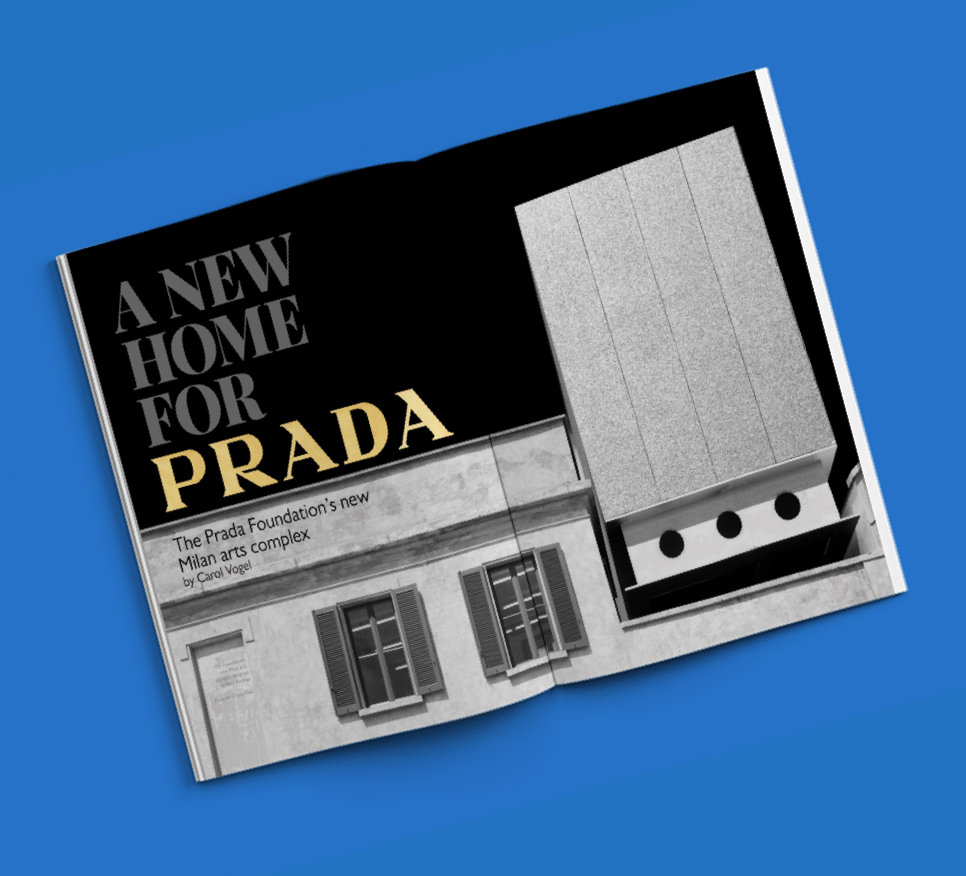 A NEW
HOME
FOR
PRADA
The Prada Foundation's new
Milan arts complex
by Carol Vogel